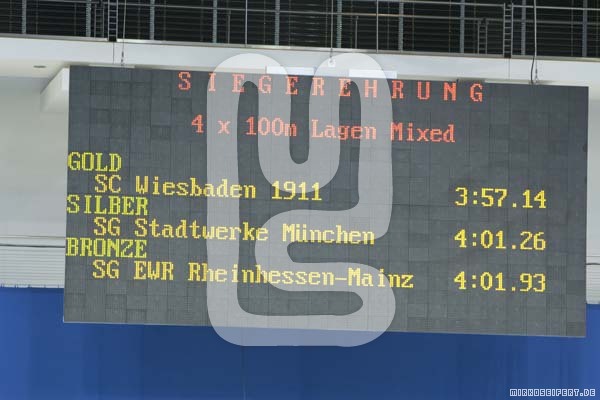 SIEGEREHRUNG
4 x 100m Lagen Mixed
GOLD
SC Wiesbaden 1911 3:57.14
SILBER
SG Stadtwerke München 4:01.26
BRONZE
SG EWR Rheinhessen-Mainz 4:01.93
MIRKOSEIFERT.DE